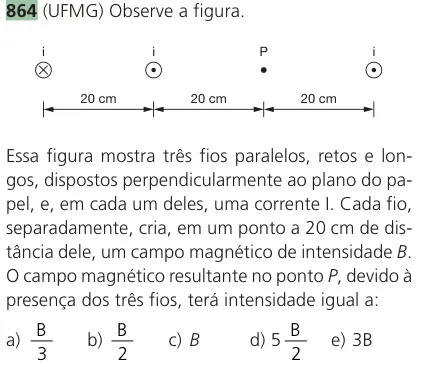 864 (UFMG) Observe a figura.
i i P i
20 cm 20 cm 20 cm
Essa figura mostra três fios paralelos, retos e lon-
gos, dispostos perpendicularmente ao plano do pa-
pel, e, em cada um deles, uma corrente I. Cada fio,
separadamente, cria, em um ponto a 20 cm de dis-
tância dele, um campo magnético de intensidade B.
O campo magnético resultante no ponto P, devido à
presença dos três fios, terá intensidade igual a:
a) B/3 b) B/2 c) B d) 5 B/2 e) 3B